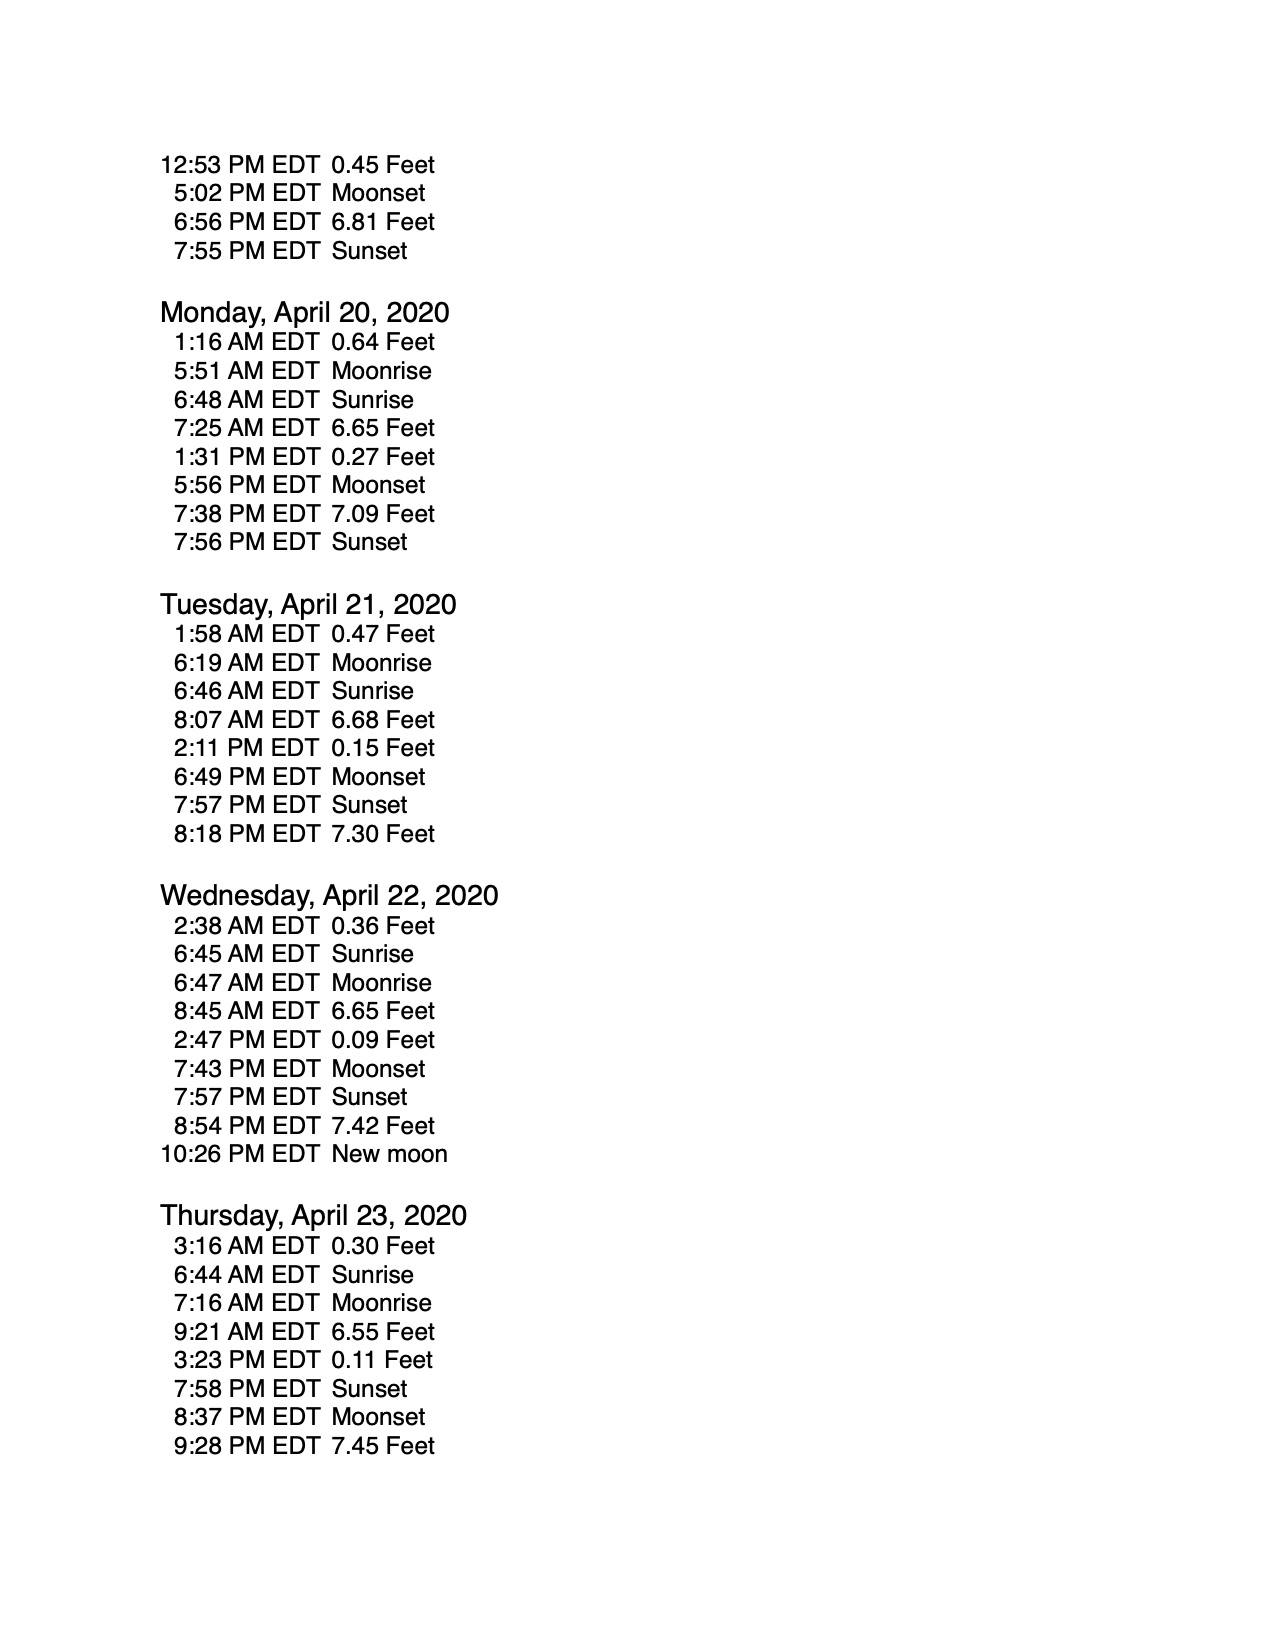 12:53 PM EDT 0.45 Feet
5:02 PM EDT Moonset
6:56 PM EDT 6.81 Feet
7:55 PM EDT Sunset
Monday, April 20, 2020
1:16 AM EDT 0.64 Feet
5:51 AM EDT Moonrise
6:48 AM EDT Sunrise
7:25 AM EDT 6.65 Feet
1:31 PM EDT 0.27 Feet
5:56 PM EDT Moonset
7:38 PM EDT 7.09 Feet
7:56 PM EDT Sunset
Tuesday, April 21, 2020
1:58 AM EDT 0.47 Feet
6:19 AM EDT Moonrise
6:46 AM EDT Sunrise
8:07 AM EDT 6.68 Feet
2:11 PM EDT 0.15 Feet
6:49 PM EDT Moonset
7:57 PM EDT Sunset
8:18 PM EDT 7.30 Feet
Wednesday, April 22, 2020
2:38 AM EDT 0.36 Feet
6:45 AM EDT Sunrise
6:47 AM EDT Moonrise
8:45 AM EDT 6.65 Feet
2:47 PM EDT 0.09 Feet
7:43 PM EDT Moonset
7:57 PM EDT Sunset
8:54 PM EDT 7.42 Feet
10:26 PM EDT New moon
Thursday, April 23, 2020
3:16 AM EDT 0.30 Feet
6:44 AM EDT Sunrise
7:16 AM EDT Moonrise
9:21 AM EDT 6.55 Feet
3:23 PM EDT 0.11 Feet
7:58 PM EDT Sunset
8:37 PM EDT Moonset
9:28 PM EDT 7.45 Feet